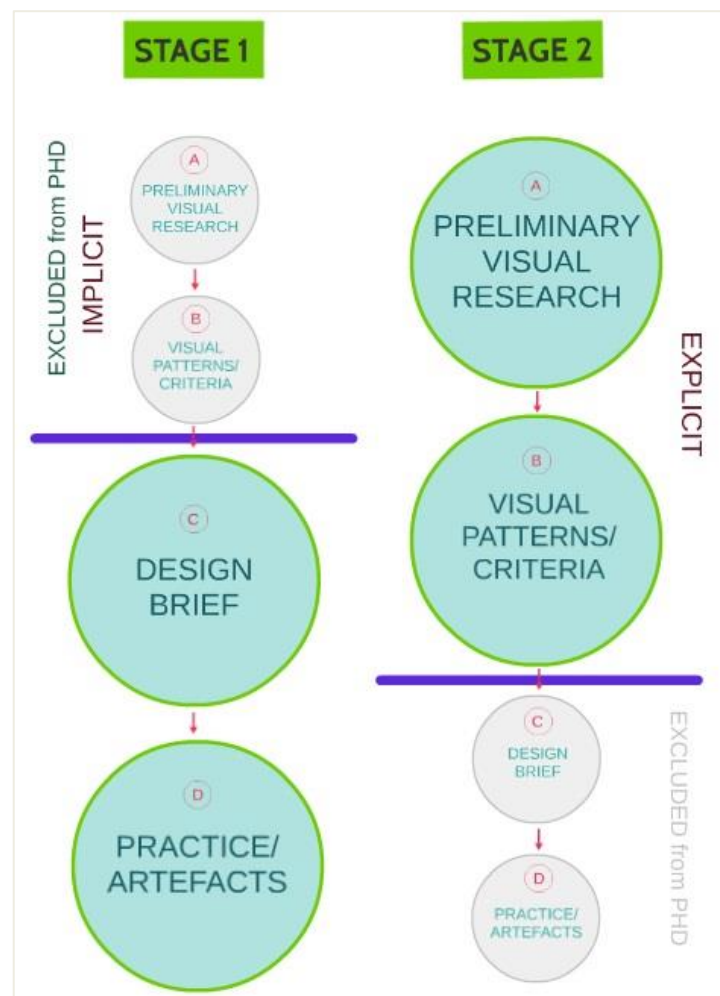 STAGE 1
EXCLUDED from PHD
IMPLICIT
A
PRELIMINARY
VISUAL
RESEARCH
B
VISUAL
PATTERNS/
CRITERIA
C
DESIGN
BRIEF
D
PRACTICE/
ARTEFACTS
STAGE 2
A
PRELIMINARY
VISUAL
RESEARCH
EXPLICIT
B
VISUAL
PATTERNS/
CRITERIA
C
DESIGN
BRIEF
EXCLUDED from PHD
D
PRACTICE/
ARTEFACTS